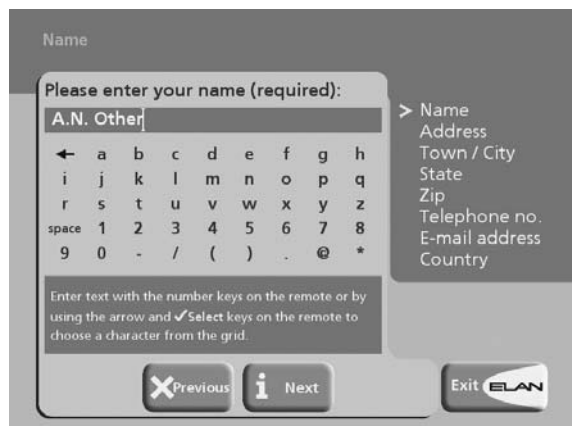 Name
Please enter your name (required):
A.N. Other
← a b c d e f g h
i j k l m n o p q
r s t u v w x y z
space 1 2 3 4 5 6 7 8
9 0 - / ( ) . @ *
Enter text with the number keys on the remote or by
using the arrow and ✓Select keys on the remote to
choose a character from the grid.
> Name
Address
Town / City
State
Zip
Telephone no.
E-mail address
Country
Previous
i Next
Exit ELAN